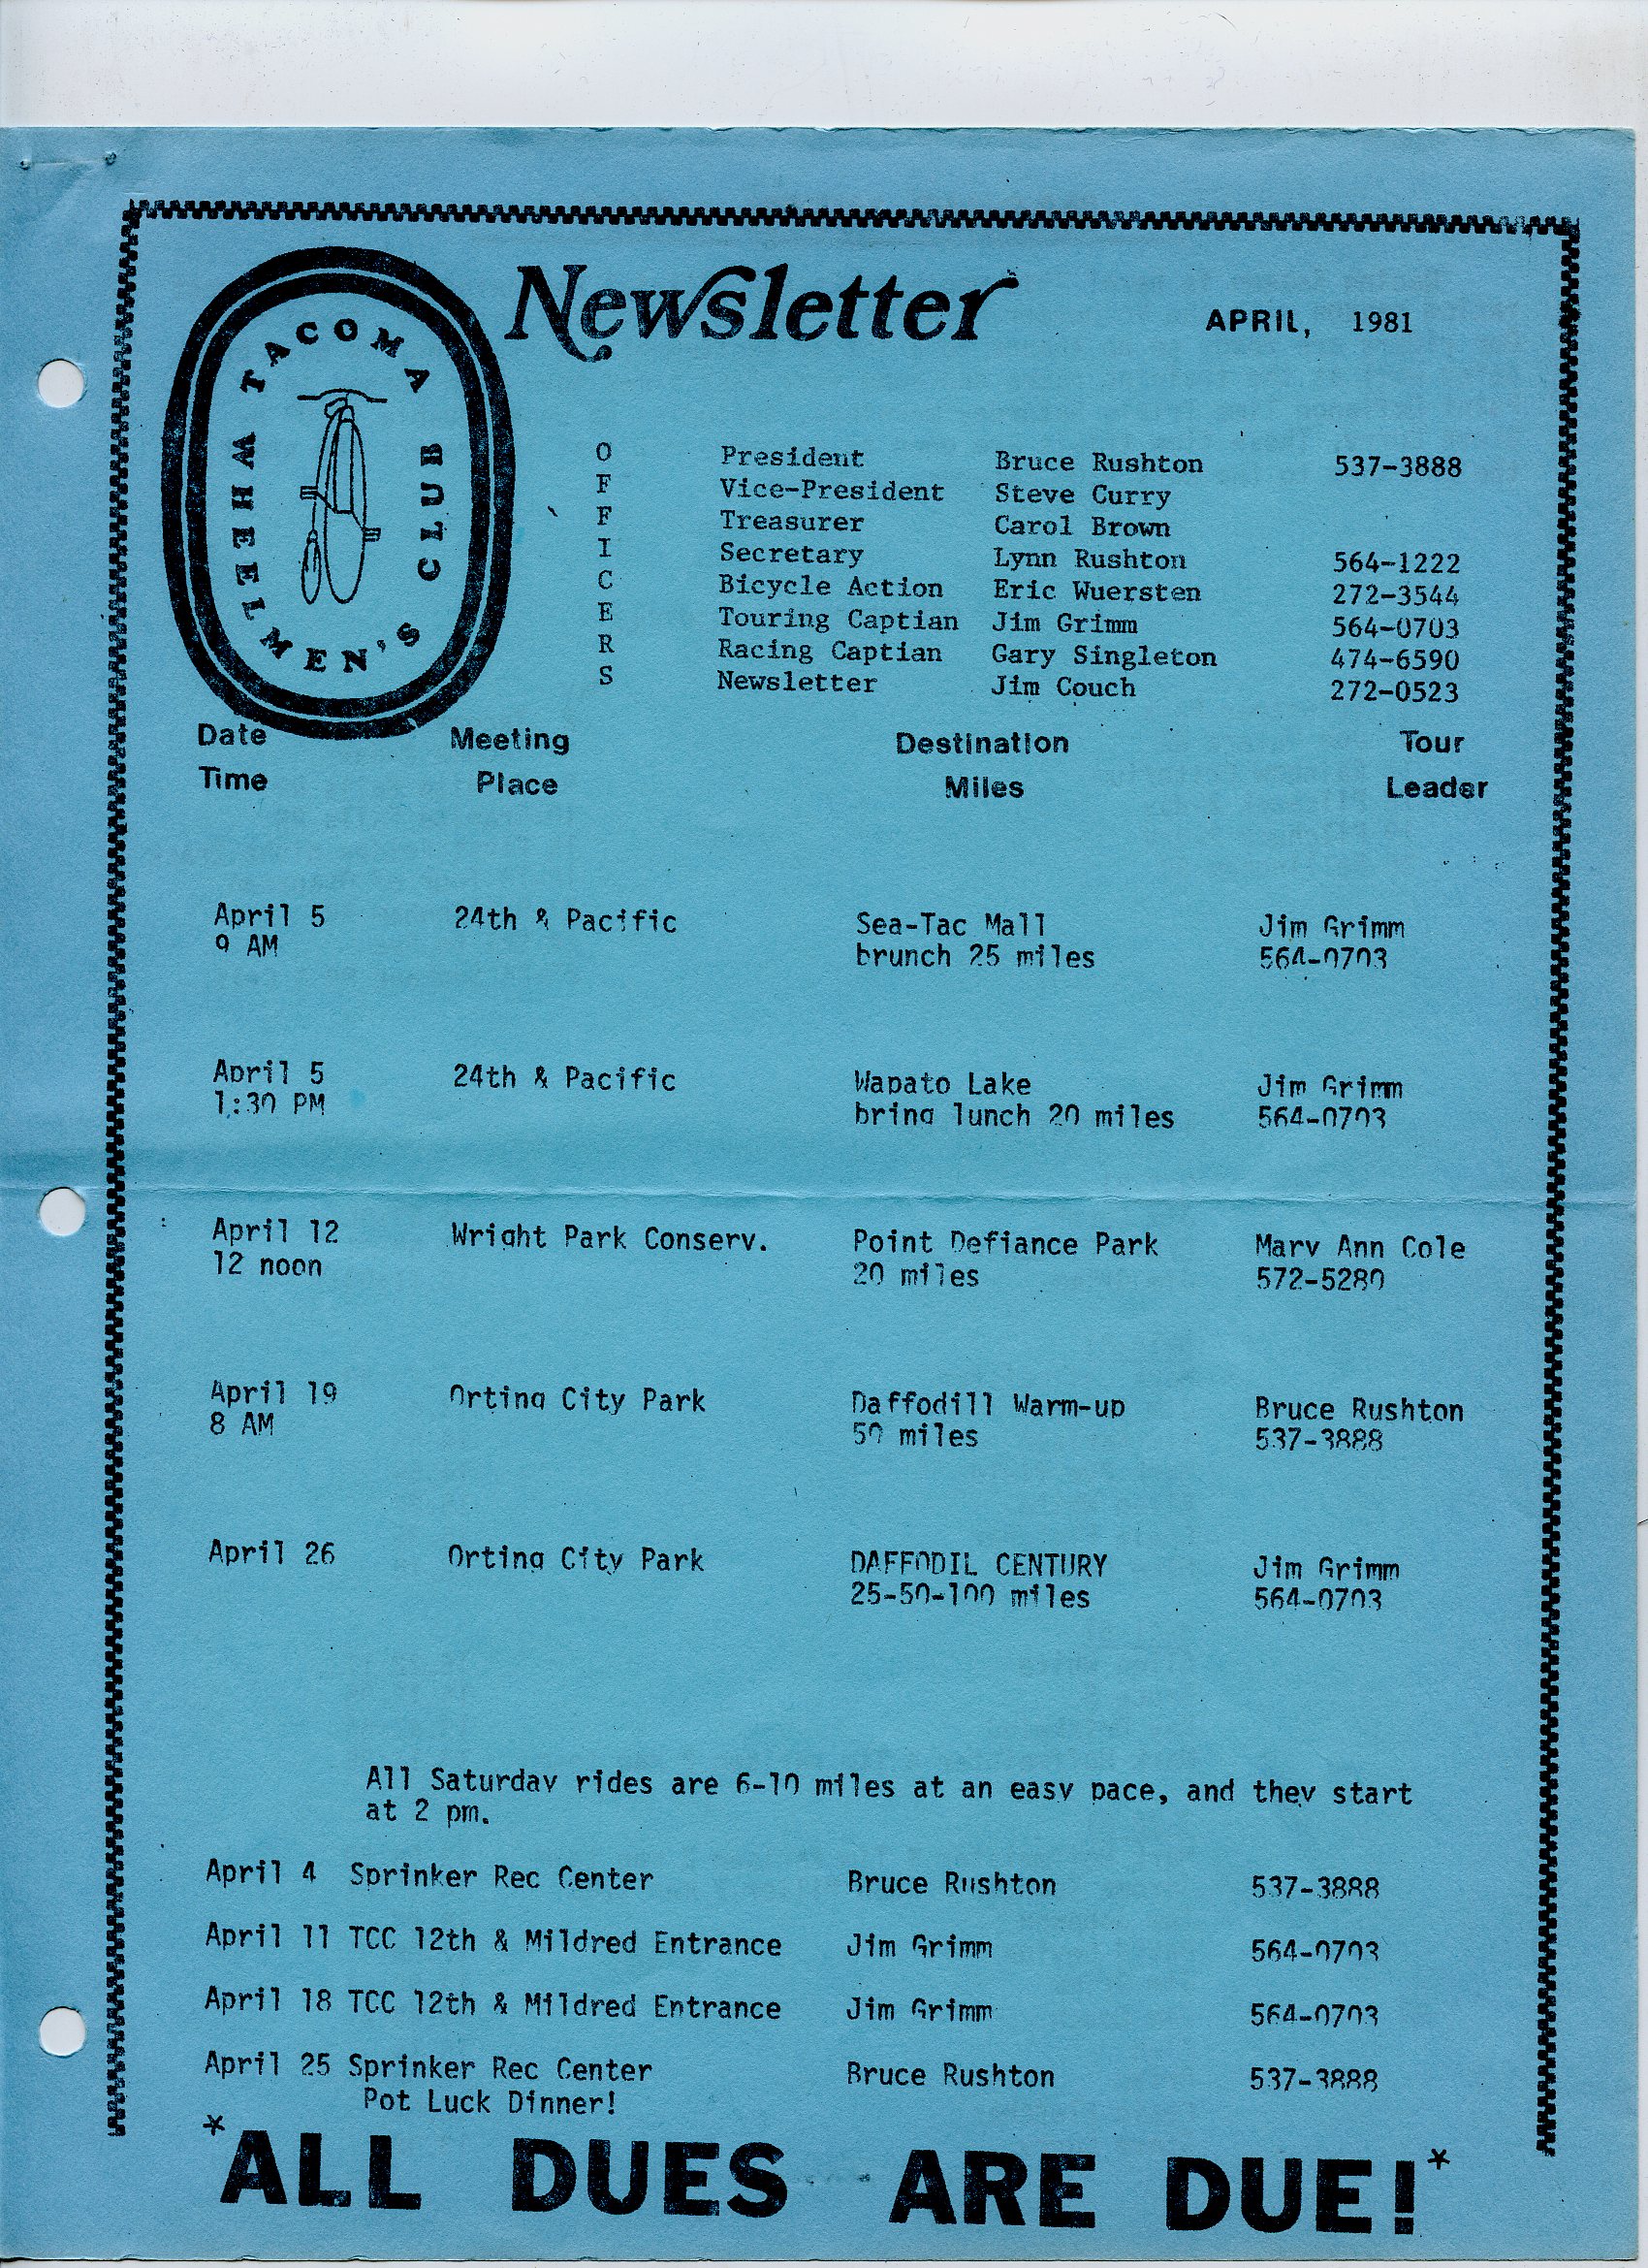 TACOMA WHEELMEN'S CLUB
Newsletter APRIL, 1981
OFFICERS
President Bruce Rushton 537-3888
Vice-President Steve Curry
Treasurer Carol Brown
Secretary Lynn Rushton 564-1222
Bicycle Action Eric Wuersten 272-3544
Touring Captian Jim Grimm 564-0703
Racing Captian Gary Singleton 474-6590
Newsletter Jim Couch 272-0523
Date Meeting Destination Tour
Time Place Miles Leader
April 5 24th & Pacific Sea-Tac Mall Jim Grimm
9 AM brunch 25 miles 564-0703
April 5 24th & Pacific Wapato Lake Jim Grimm
1:30 PM bring lunch 20 miles 564-0703
April 12 Wright Park Conserv. Point Defiance Park Mary Ann Cole
12 noon 20 miles 572-5280
April 19 Orting City Park Daffodill Warm-up Bruce Rushton
8 AM 50 miles 537-3888
April 26 Orting City Park DAFFODIL CENTURY Jim Grimm
25-50-100 miles 564-0703
All Saturday rides are 6-10 miles at an easy pace, and they start
at 2 pm.
April 4 Sprinker Rec Center Bruce Rushton 537-3888
April 11 TCC 12th & Mildred Entrance Jim Grimm 564-0703
April 18 TCC 12th & Mildred Entrance Jim Grimm 564-0703
April 25 Sprinker Rec Center Bruce Rushton 537-3888
Pot Luck Dinner!
*ALL DUES ARE DUE!*